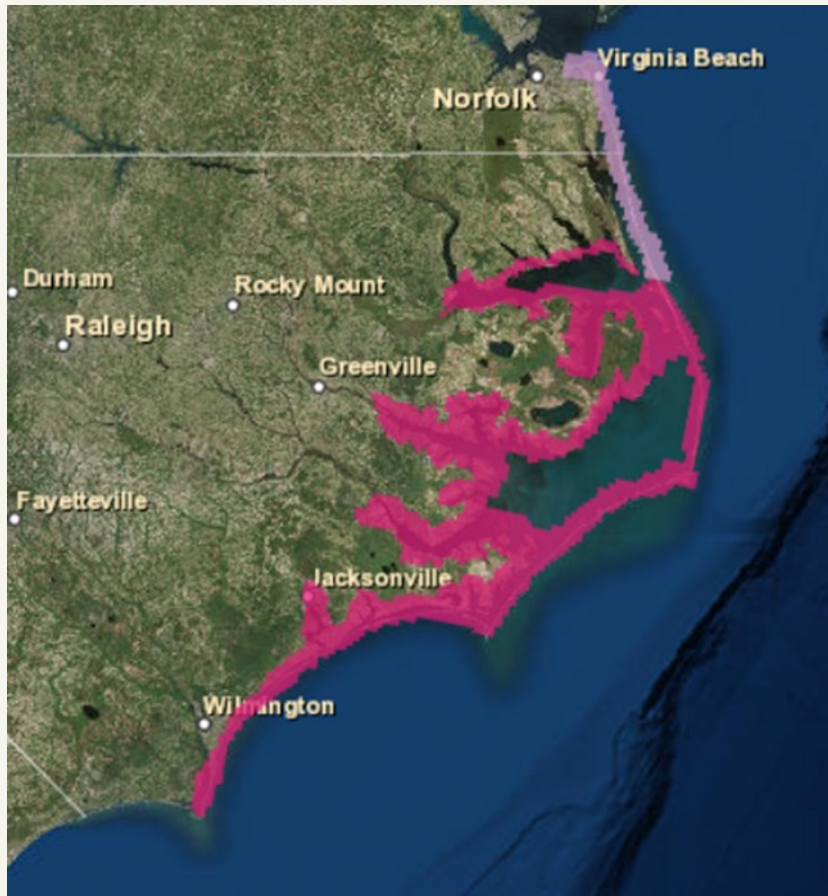 Virginia Beach
Norfolk
Durham
Rocky Mount
Raleigh
Greenville
Fayetteville
Jacksonville
Wilmington